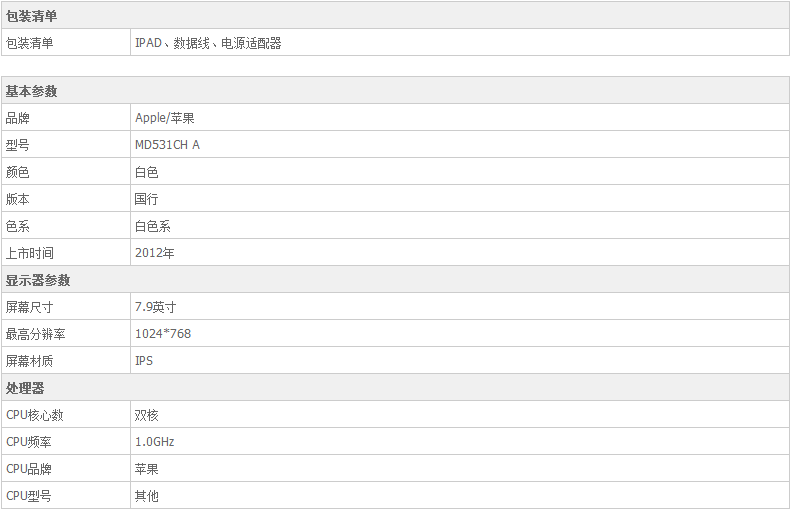 包装清单
包装清单 IPAD、数据线、电源适配器
基本参数
品牌 Apple/苹果
型号 MD531CH A
颜色 白色
版本 国行
色系 白色系
上市时间 2012年
显示器参数
屏幕尺寸 7.9英寸
最高分辨率 1024*768
屏幕材质 IPS
处理器
CPU核心数 双核
CPU频率 1.0GHz
CPU品牌 苹果
CPU型号 其他